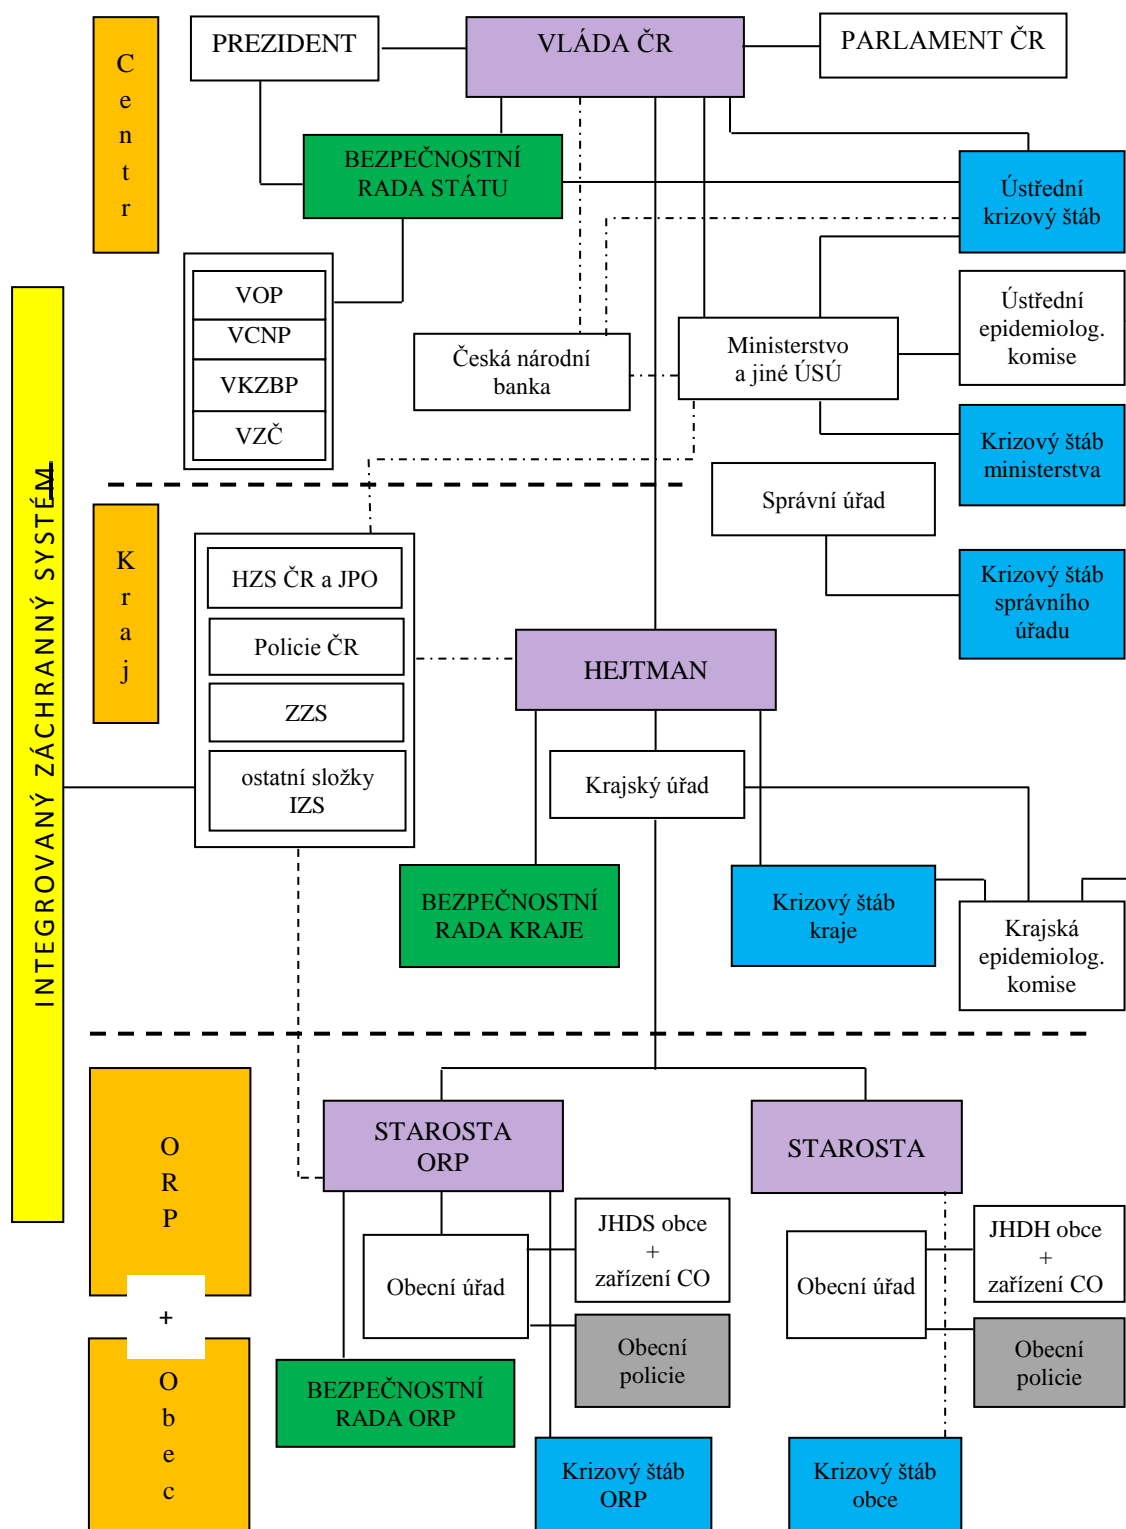 C
e
n
t
r
PREZIDENT
VLÁDA ČR
PARLAMENT ČR
BEZPEČNOSTNÍ
RADA STÁTU
Ústřední
krizový štáb
VOP
VCNP
VKZBP
VZČ
Česká národní
banka
Ministerstvo
a jiné ÚSÚ
Ústřední
epidemiolog.
komise
Krizový štáb
ministerstva
INTEGROVANÝ ZÁCHRANNÝ SYSTÉM
K
r
a
j
Správní úřad
Krizový štáb
správního
úřadu
HZS ČR a JPO
Policie ČR
ZZS
ostatní složky
IZS
HEJTMAN
Krajský úřad
BEZPEČNOSTNÍ
RADA KRAJE
Krizový štáb
kraje
Krajská
epidemiolog.
komise
O
R
P
+
O
b
e
c
STAROSTA
ORP
STAROSTA
Obecní úřad
JHDS obce
+
zařízení CO
Obecní
policie
BEZPEČNOSTNÍ
RADA ORP
Krizový štáb
ORP
Obecní úřad
JHDH obce
+
zařízení CO
Obecní
policie
Krizový štáb
obce